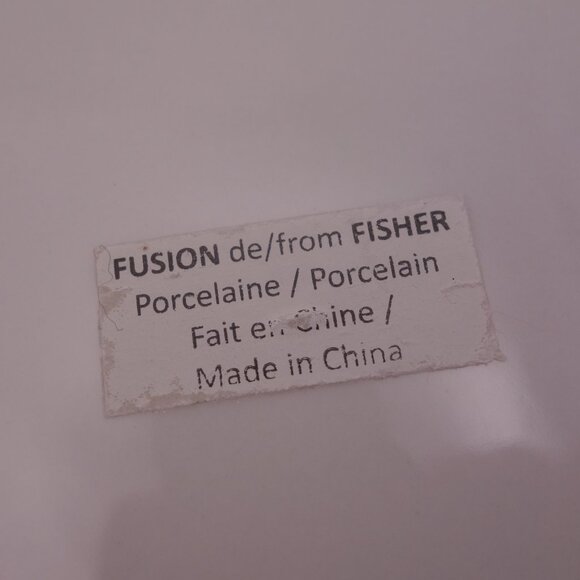 FUSION de/from FISHER
Porcelaine / Porcelain
Fait en Chine /
Made in China